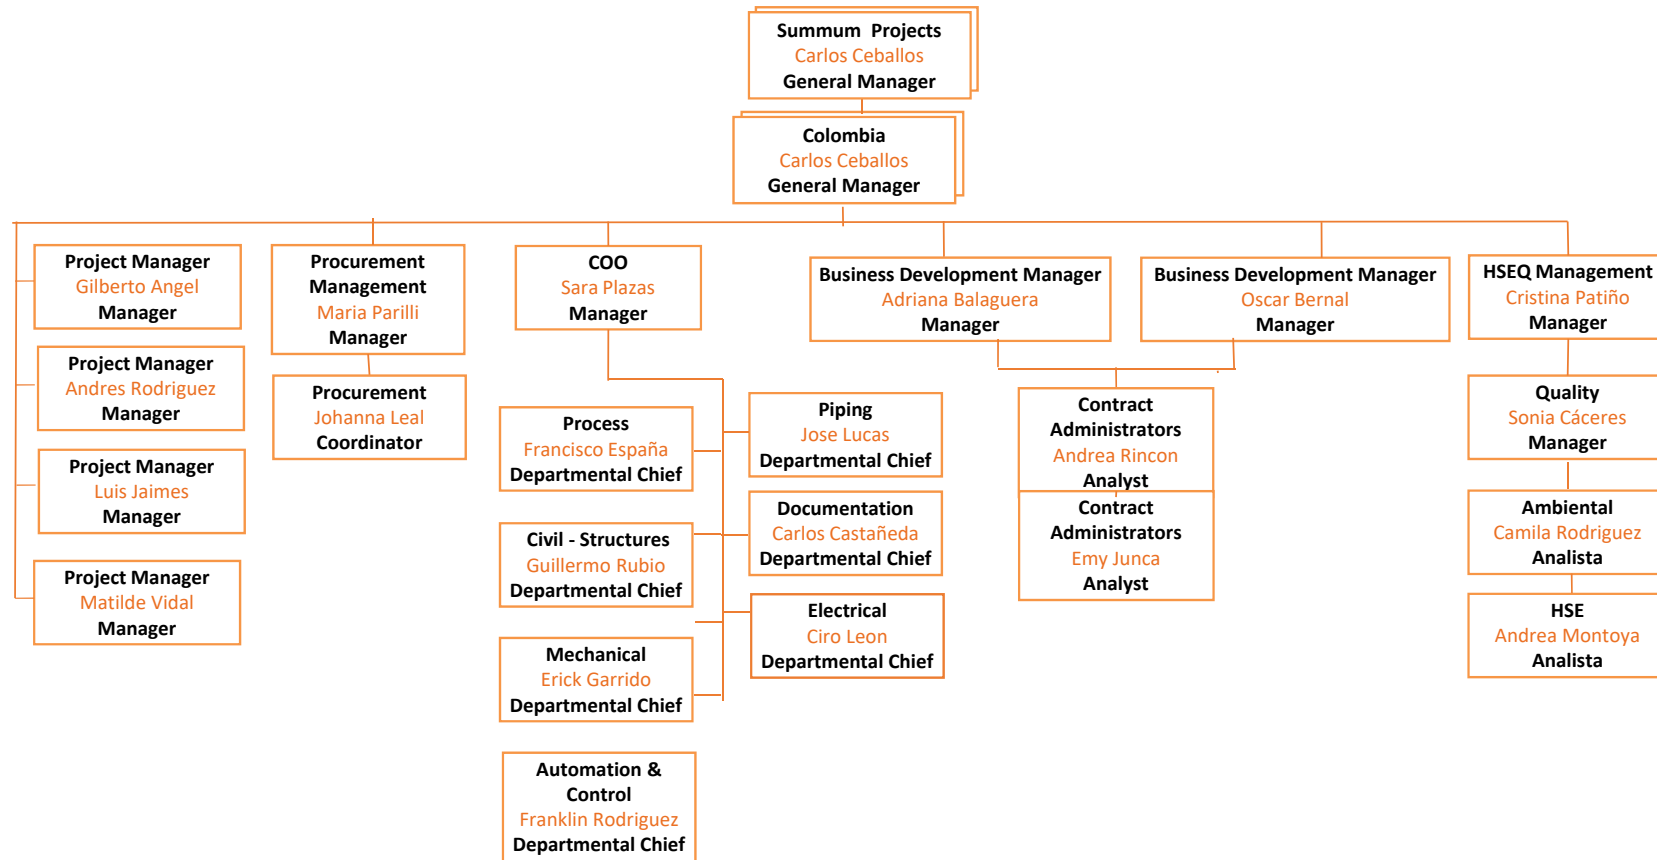 Summum Projects
Carlos Ceballos
General Manager
Colombia
Carlos Ceballos
General Manager
Project Manager
Gilberto Angel
Manager
Project Manager
Andres Rodriguez
Manager
Project Manager
Luis Jaimes
Manager
Project Manager
Matilde Vidal
Manager
Procurement
Management
Maria Parilli
Manager
Procurement
Johanna Leal
Coordinator
COO
Sara Plazas
Manager
Process
Francisco España
Departmental Chief
Civil - Structures
Guillermo Rubio
Departmental Chief
Mechanical
Erick Garrido
Departmental Chief
Automation &
Control
Franklin Rodriguez
Departmental Chief
Piping
Jose Lucas
Departmental Chief
Documentation
Carlos Castañeda
Departmental Chief
Electrical
Ciro Leon
Departmental Chief
Business Development Manager
Adriana Balaguera
Manager
Business Development Manager
Oscar Bernal
Manager
Contract
Administrators
Andrea Rincon
Analyst
Contract
Administrators
Emy Junca
Analyst
HSEQ Management
Cristina Patiño
Manager
Quality
Sonia Cáceres
Manager
Ambiental
Camila Rodriguez
Analista
HSE
Andrea Montoya
Analista